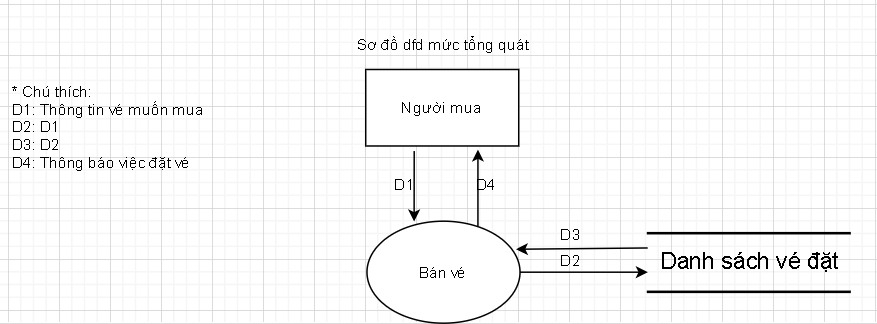 Sơ đồ dfd mức tổng quát
* Chú thích:
D1: Thông tin vé muốn mua
D2: D1
D3: D2
D4: Thông báo việc đặt vé
Người mua
D1
D4
D3
D2
Bán vé
Danh sách vé đặt